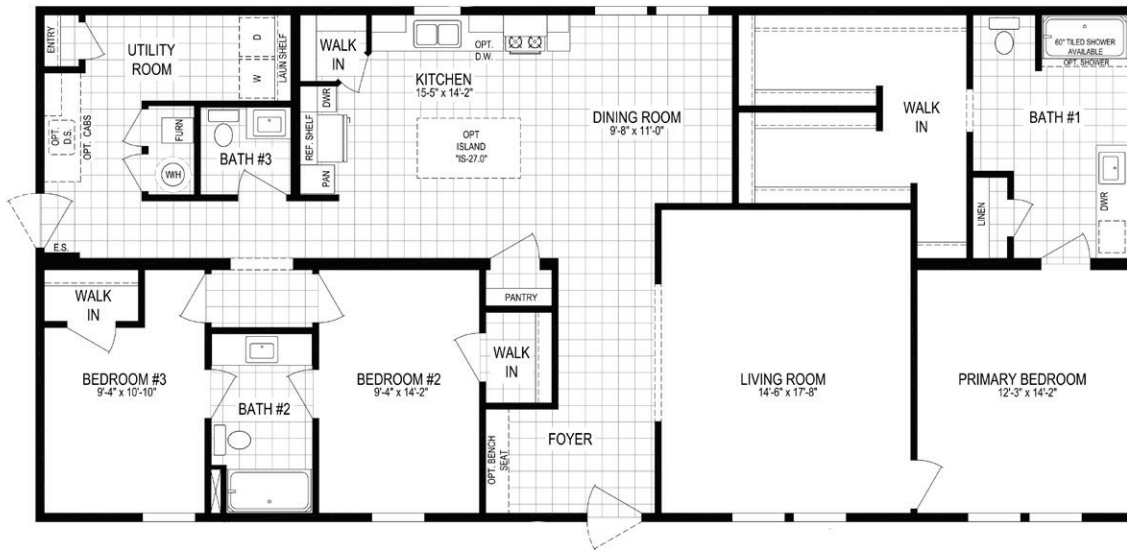 ENTRY
UTILITY
ROOM
D
W
LAUN SHELF
OPT.
D.S.
OPT. CABS
FURN
W/H
BATH #3
E.S.
WALK
IN
KITCHEN
15'-5" x 14'-2"
OPT.
D.W.
DWR
REF. SHELF
PAN
OPT
ISLAND
"IS-27.0"
DINING ROOM
9'-8" x 11'-0"
WALK
IN
60" TILED SHOWER
AVAILABLE
OPT. SHOWER
BATH #1
LINEN
DWR
WALK
IN
BEDROOM #3
9'-4" x 10'-10"
BATH #2
BEDROOM #2
9'-4" x 14'-2"
PANTRY
WALK
IN
OPT. BENCH
SEAT
FOYER
LIVING ROOM
14'-6" x 17'-8"
PRIMARY BEDROOM
12'-3" x 14'-2"